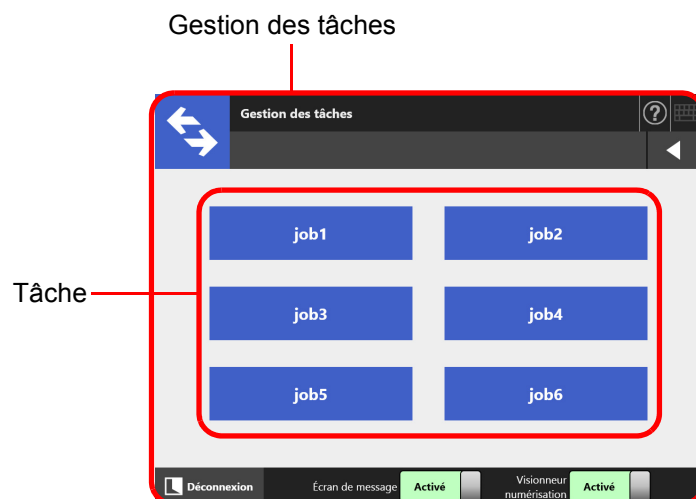 Gestion des tâches
Gestion des tâches
?
job1 job2
Tâche
job3 job4
job5 job6
Déconnexion Écran de message Activé Visionneur
numérisation Activé